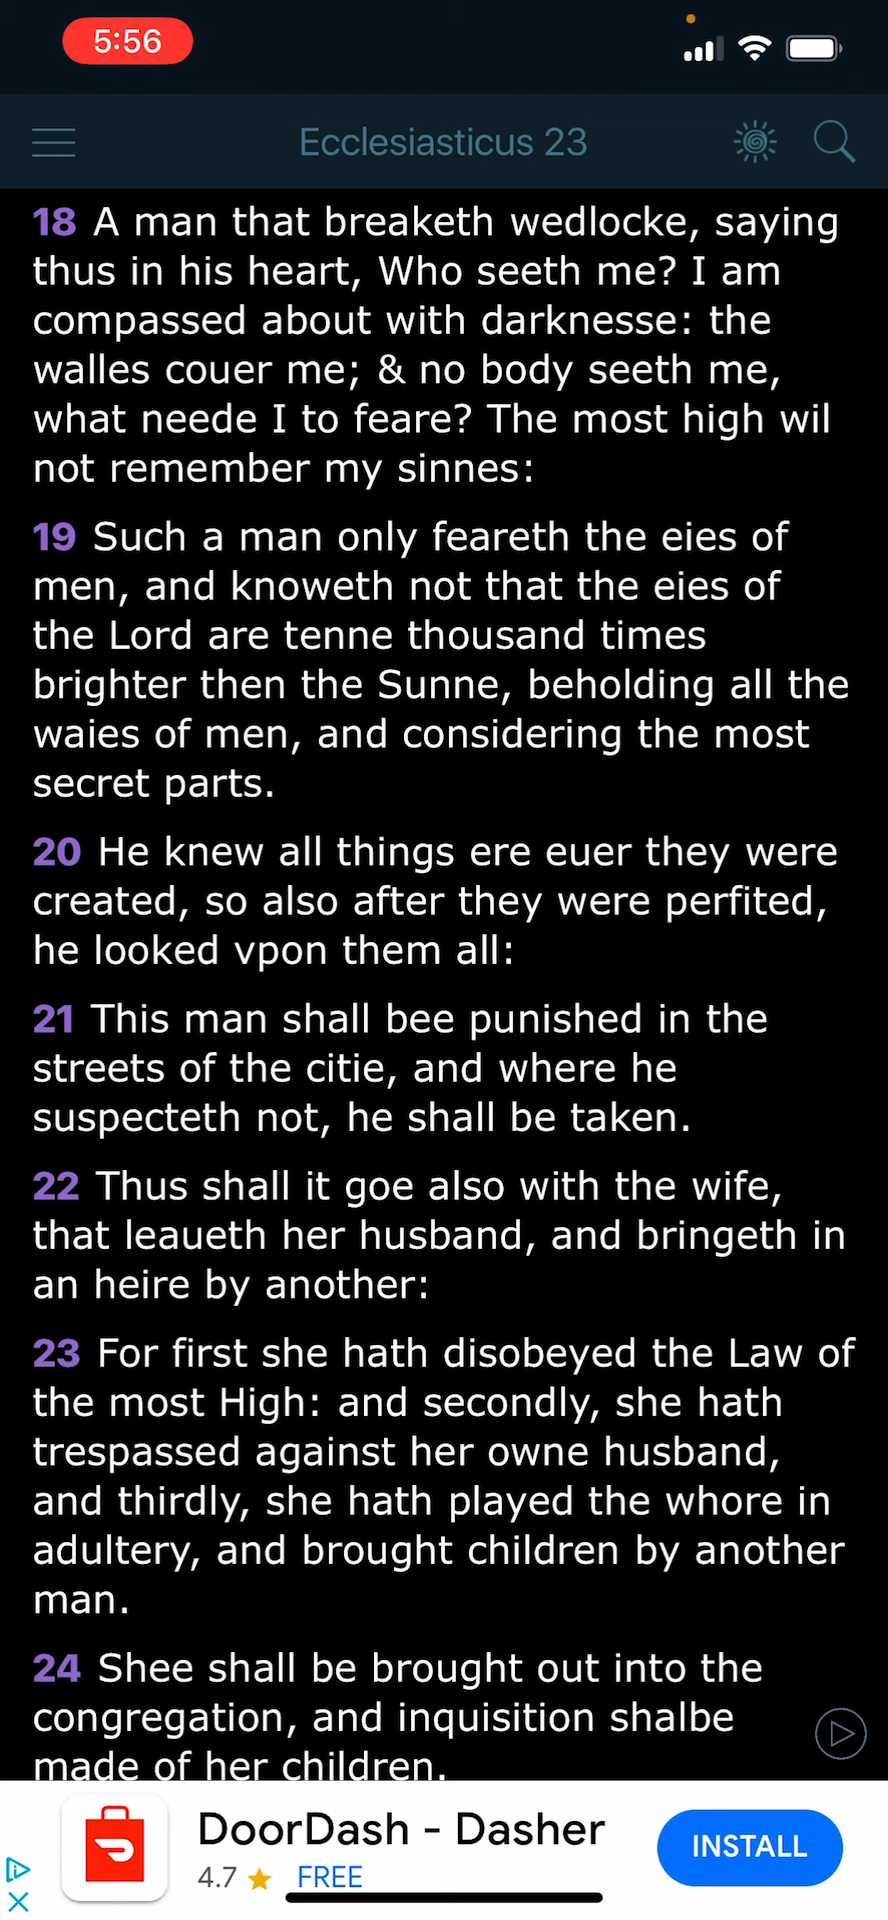 5:56
Ecclesiasticus 23
18 A man that breaketh wedlocke, saying
thus in his heart, Who seeth me? I am
compassed about with darknesse: the
walles couer me; & no body seeth me,
what neede I to feare? The most high wil
not remember my sinnes:
19 Such a man only feareth the eies of
men, and knoweth not that the eies of
the Lord are tenne thousand times
brighter then the Sunne, beholding all the
waies of men, and considering the most
secret parts.
20 He knew all things ere euer they were
created, so also after they were perfited,
he looked vpon them all:
21 This man shall bee punished in the
streets of the citie, and where he
suspecteth not, he shall be taken.
22 Thus shall it goe also with the wife,
that leaueth her husband, and bringeth in
an heire by another:
23 For first she hath disobeyed the Law of
the most High: and secondly, she hath
trespassed against her owne husband,
and thirdly, she hath played the whore in
adultery, and brought children by another
man.
24 Shee shall be brought out into the
congregation, and inquisition shalbe
made of her children.
DoorDash - Dasher
4.7 ★ FREE
INSTALL